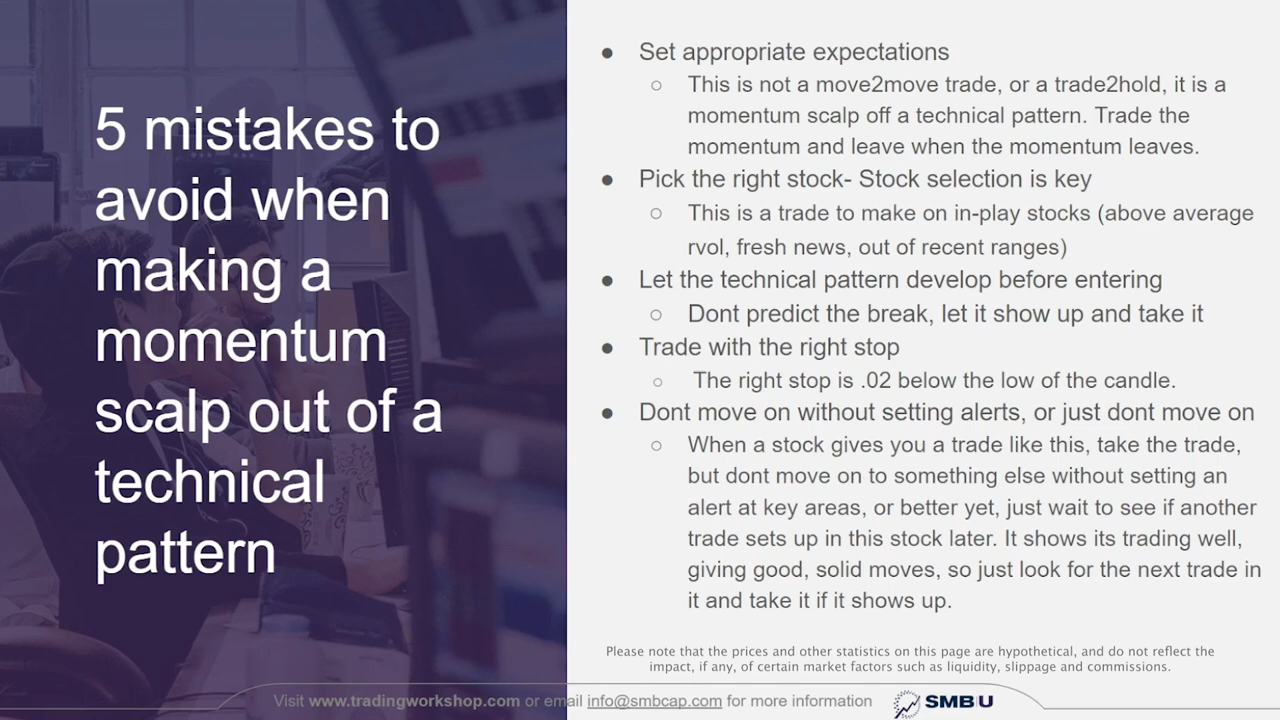 5 mistakes to
avoid when
making a
momentum
scalp out of a
technical
pattern
● Set appropriate expectations
○ This is not a move2move trade, or a trade2hold, it is a
momentum scalp off a technical pattern. Trade the
momentum and leave when the momentum leaves.
● Pick the right stock- Stock selection is key
○ This is a trade to make on in-play stocks (above average
rvol, fresh news, out of recent ranges)
● Let the technical pattern develop before entering
○ Dont predict the break, let it show up and take it
● Trade with the right stop
○ The right stop is .02 below the low of the candle.
● Dont move on without setting alerts, or just dont move on
○ When a stock gives you a trade like this, take the trade,
but dont move on to something else without setting an
alert at key areas, or better yet, just wait to see if another
trade sets up in this stock later. It shows its trading well,
giving good, solid moves, so just look for the next trade in
it and take it if it shows up.
Please note that the prices and other statistics on this page are hypothetical, and do not reflect the
impact, if any, of certain market factors such as liquidity, slippage and commissions.
Visit www.tradingworkshop.com or email info@smbcap.com for more information
SMBU